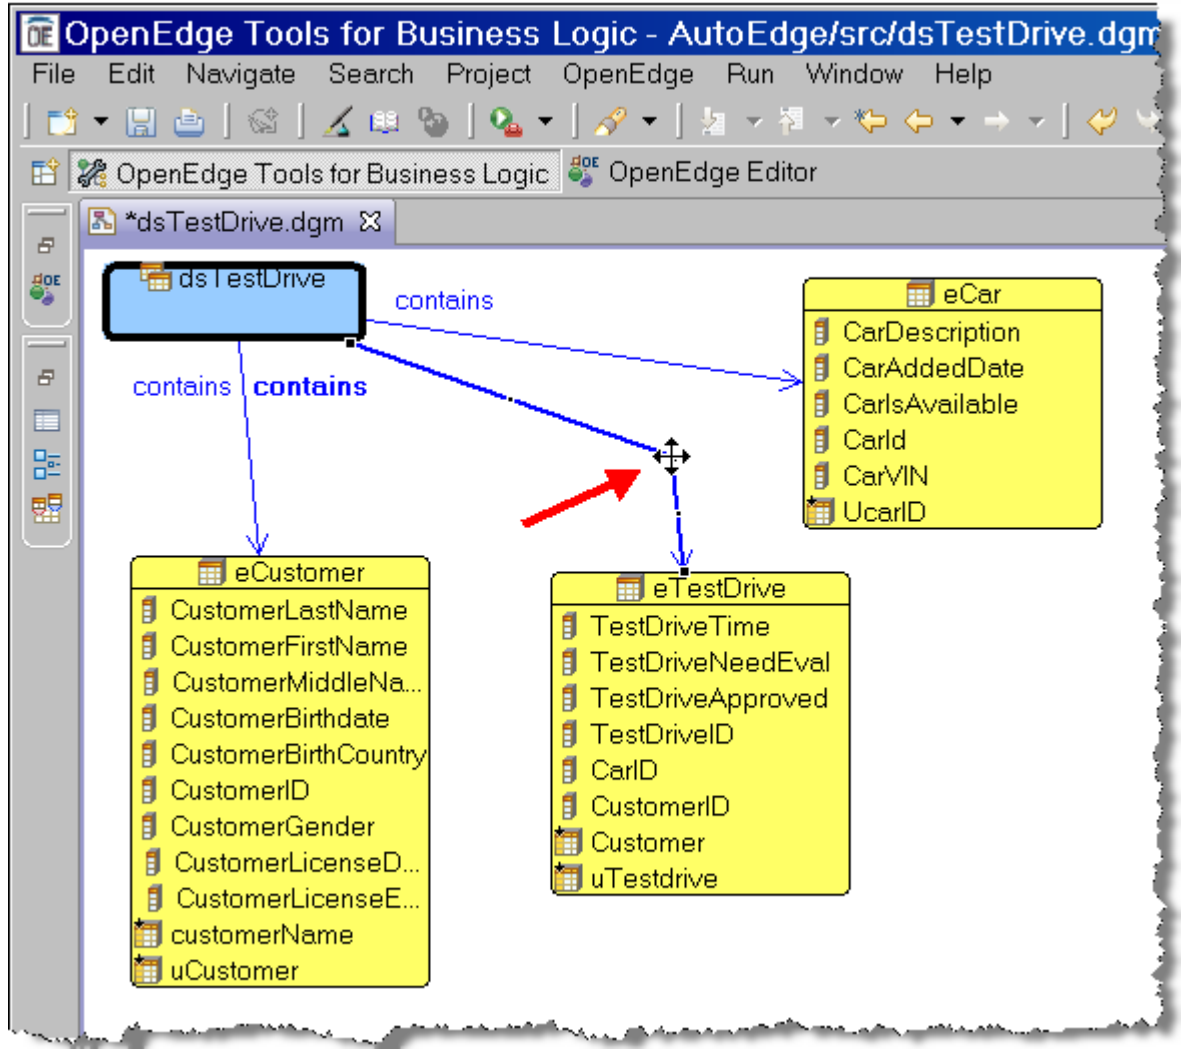 OE OpenEdge Tools for Business Logic - AutoEdge/src/dsTestDrive.dgm
File Edit Navigate Search Project OpenEdge Run Window Help
OpenEdge Tools for Business Logic OE OpenEdge Editor
*dsTestDrive.dgm
OE
dsTestDrive
contains
contains contains
eCar
CarDescription
CarAddedDate
CarIsAvailable
CarId
CarVIN
UcarID
eCustomer
CustomerLastName
CustomerFirstName
CustomerMiddleNa...
CustomerBirthdate
CustomerBirthCountry
CustomerID
CustomerGender
CustomerLicenseD...
CustomerLicenseE...
customerName
uCustomer
eTestDrive
TestDriveTime
TestDriveNeedEval
TestDriveApproved
TestDriveID
CarID
CustomerID
Customer
uTestdrive